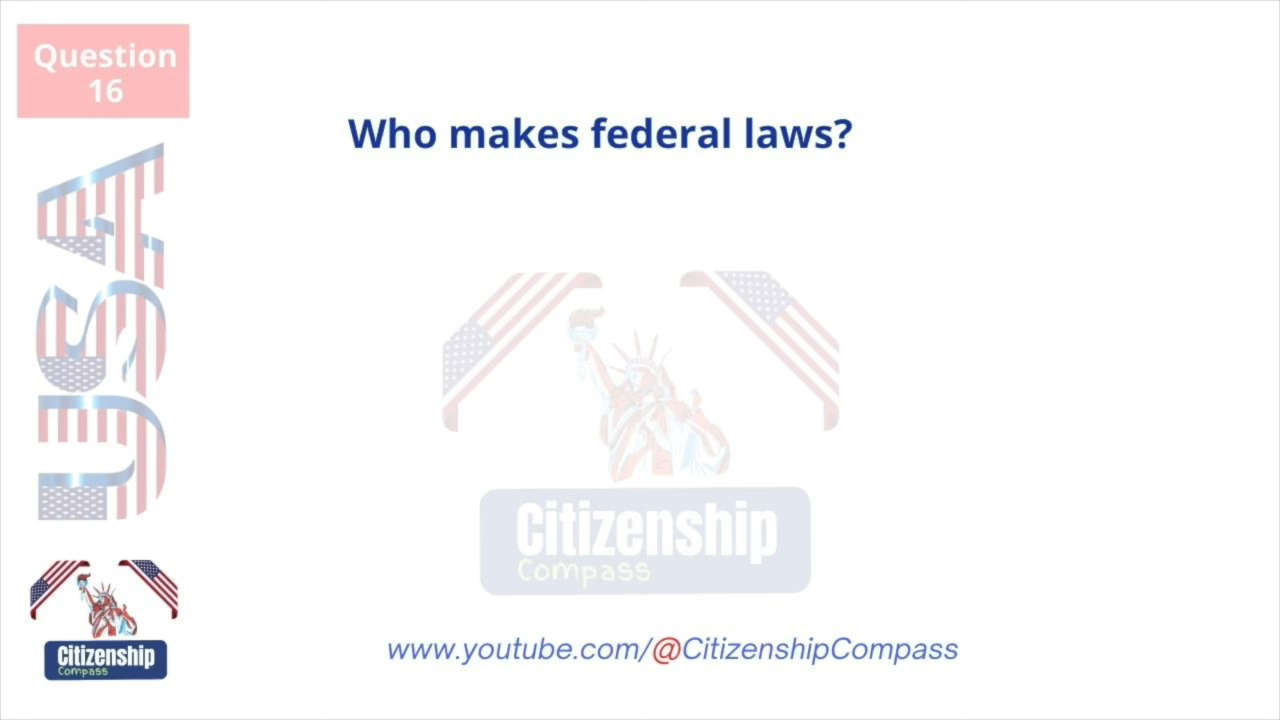 Question
16
Who makes federal laws?
USA
Citizenship
Compass
Citizenship
Compass
www.youtube.com/@CitizenshipCompass